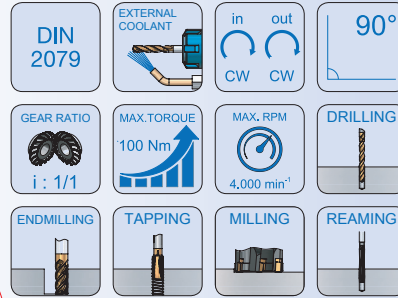 DIN
2079
EXTERNAL
COOLANT
in out
CW CW
90°
GEAR RATIO
i : 1/1
MAX.TORQUE
100 Nm
MAX. RPM
4.000 min⁻¹
DRILLING
ENDMILLING
TAPPING
MILLING
REAMING